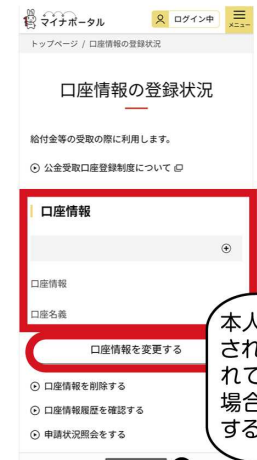 マイナポータル
ログイン中
メニュー
トップページ / 口座情報の登録状況
口座情報の登録状況
給付金等の受取の際に利用します。
公金受取口座登録制度について
口座情報
口座情報
口座名義
口座情報を変更する
口座情報を削除する
口座情報履歴を確認する
申請状況照会をする
本人
され
れて
場合
する